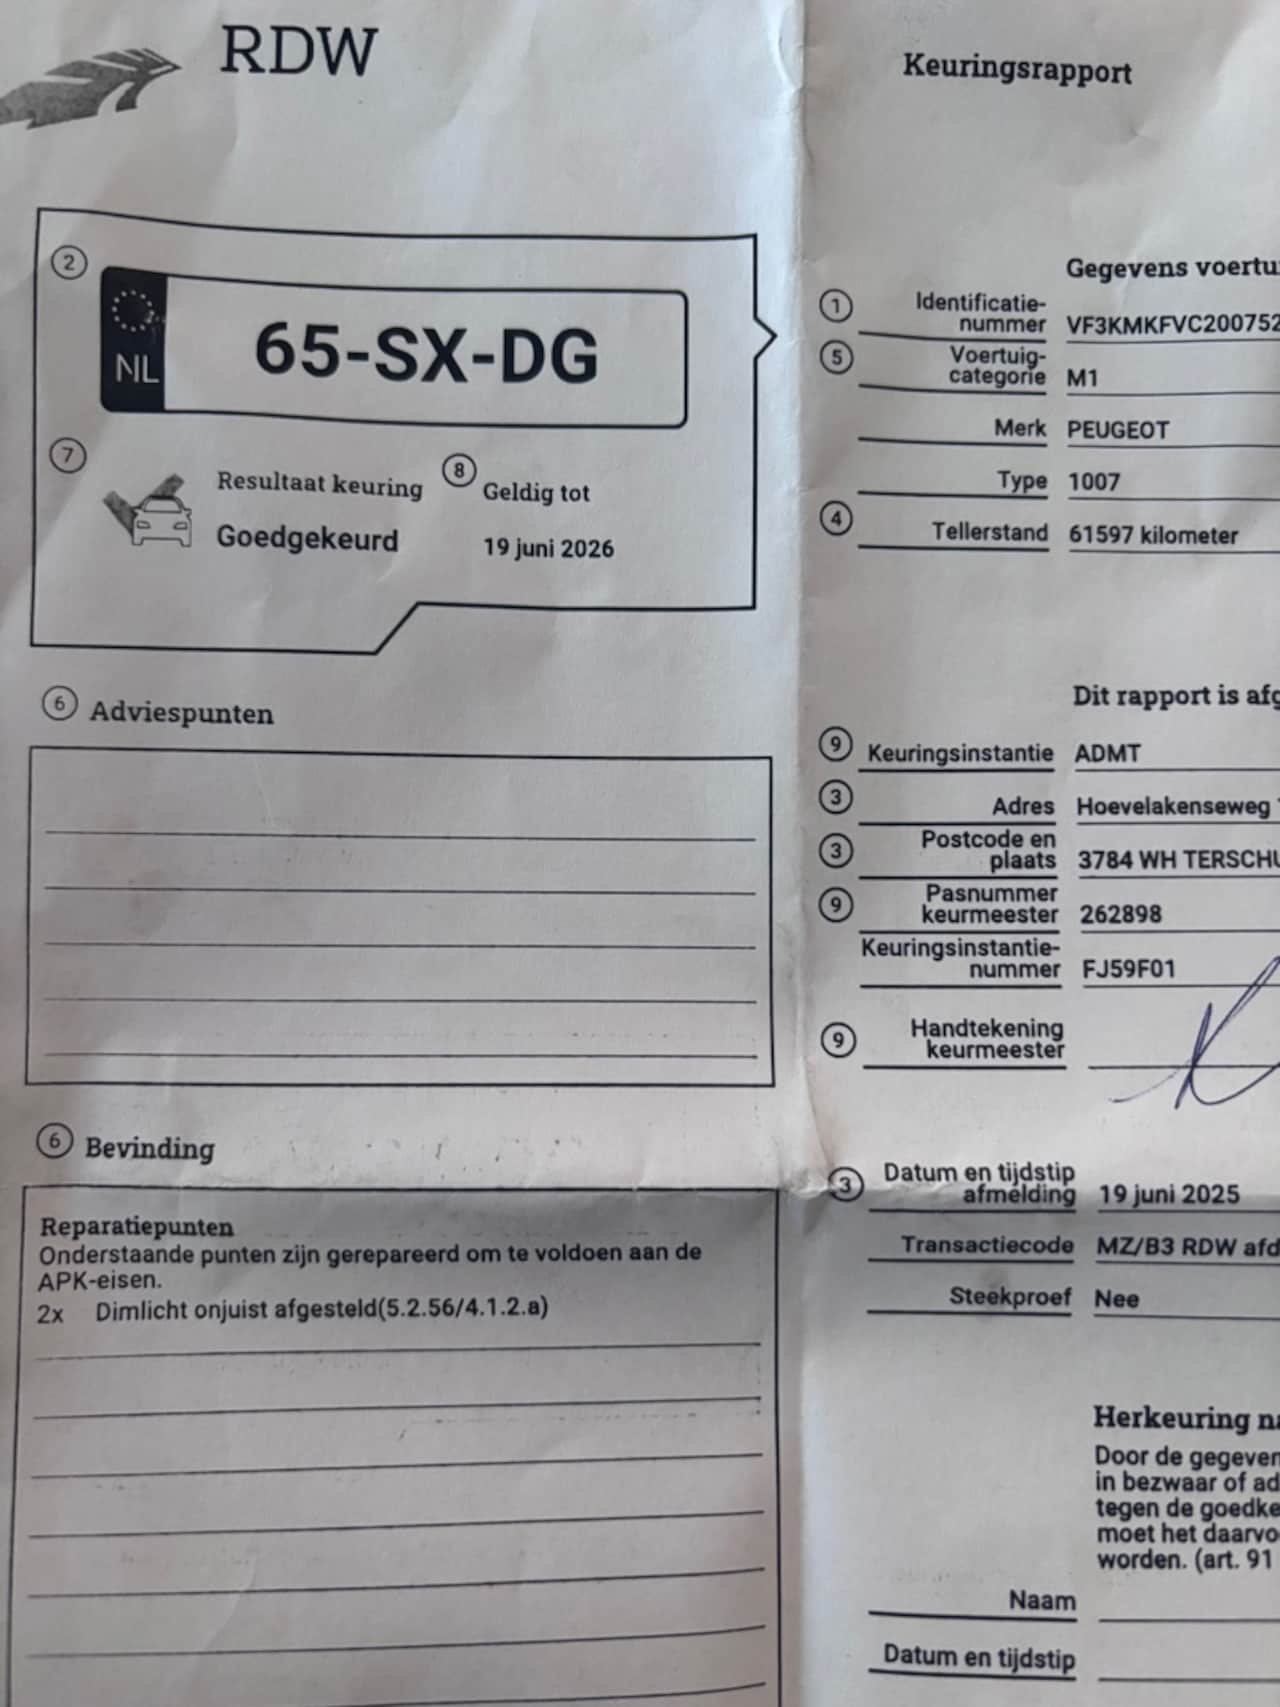 RDW
Keuringsrapport
2
NL
65-SX-DG
7
Resultaat keuring
Goedgekeurd
8
Geldig tot
19 juni 2026
6 Adviespunten
6 Bevinding
Reparatiepunten
Onderstaande punten zijn gerepareerd om te voldoen aan de
APK-eisen.
2x Dimlicht onjuist afgesteld(5.2.56/4.1.2.a)
Gegevens voertu
1 Identificatie-
nummer VF3KMKFVC200752
5 Voertuig-
categorie M1
Merk PEUGEOT
Type 1007
4 Tellerstand 61597 kilometer
Dit rapport is afg
9 Keuringsinstantie ADMT
3 Adres Hoevelakenseweg
3 Postcode en
plaats 3784 WH TERSCHU
9 Pasnummer
keurmeester 262898
Keuringsinstantie-
nummer FJ59F01
9 Handtekening
keurmeester
3 Datum en tijdstip
afmelding 19 juni 2025
Transactiecode MZ/B3 RDW afd
Steekproef Nee
Herkeuring na
Door de gegeven
in bezwaar of ad
tegen de goedke
moet het daarvo
worden. (art. 91
Naam
Datum en tijdstip